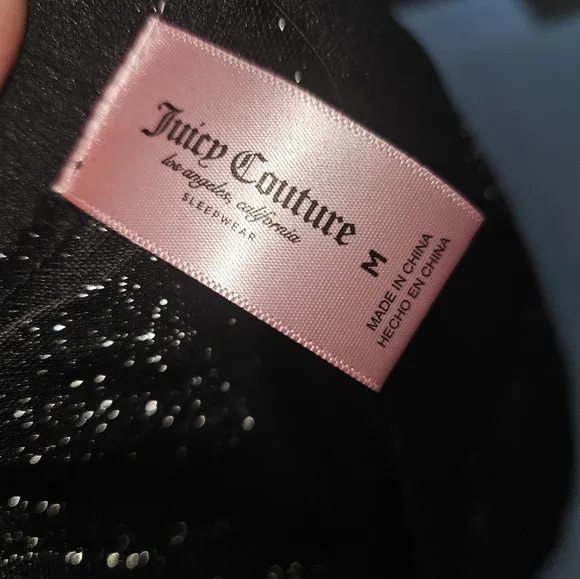 Juicy Couture
los angeles, california
SLEEPWEAR
M
MADE IN CHINA
HECHO EN CHINA